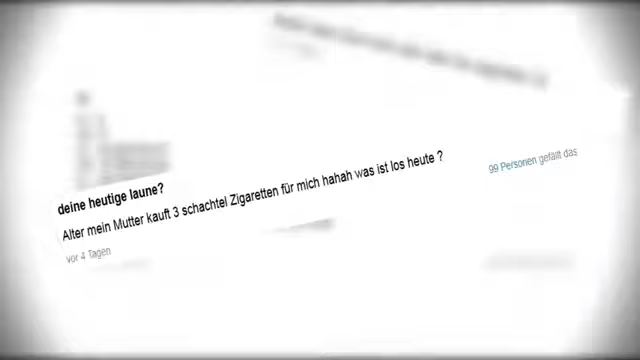 deine heutige laune?
Alter mein Mutter kauft 3 schachtel Zigaretten für mich hahah was ist los heute ?
99 Personen gefällt das
vor 4 Tagen